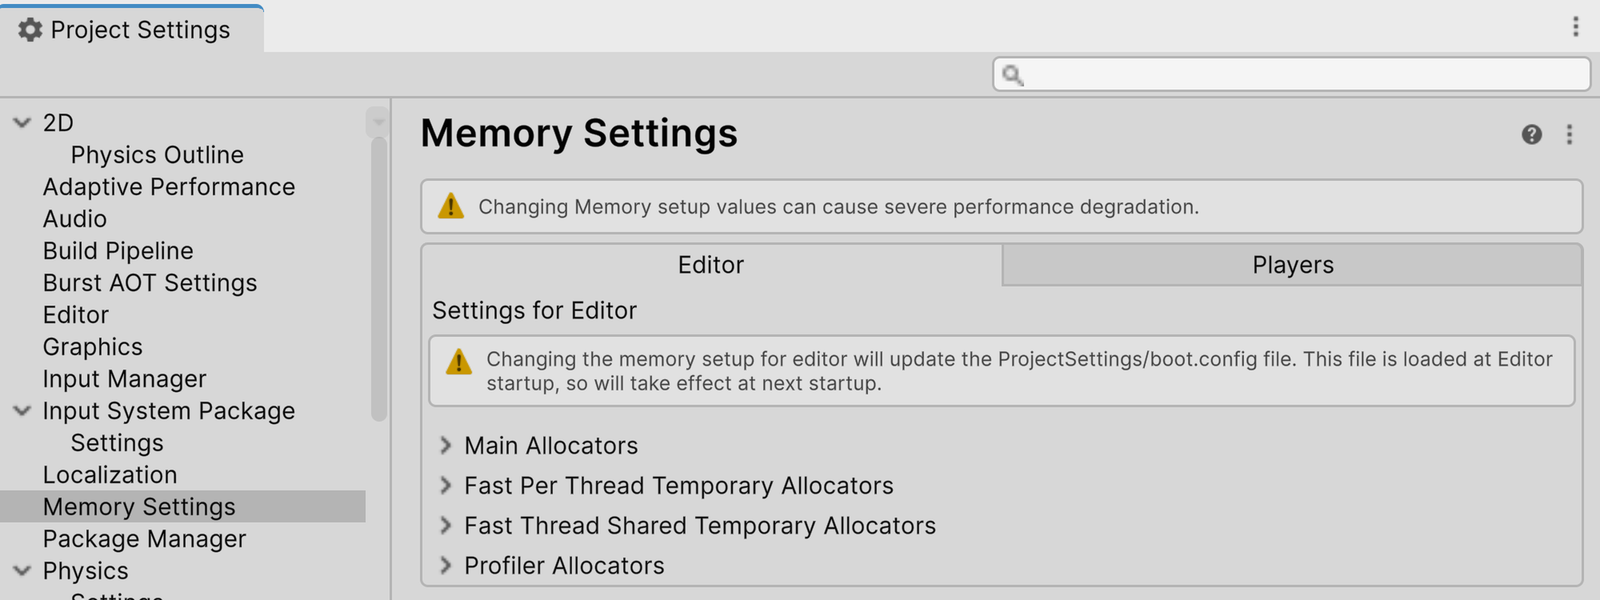 Project Settings
2D
Physics Outline
Adaptive Performance
Audio
Build Pipeline
Burst AOT Settings
Editor
Graphics
Input Manager
Input System Package
Settings
Localization
Memory Settings
Package Manager
Physics
Settings
Memory Settings
Changing Memory setup values can cause severe performance degradation.
Editor
Players
Settings for Editor
Changing the memory setup for editor will update the ProjectSettings/boot.config file. This file is loaded at Editor
startup, so will take effect at next startup.
Main Allocators
Fast Per Thread Temporary Allocators
Fast Thread Shared Temporary Allocators
Profiler Allocators